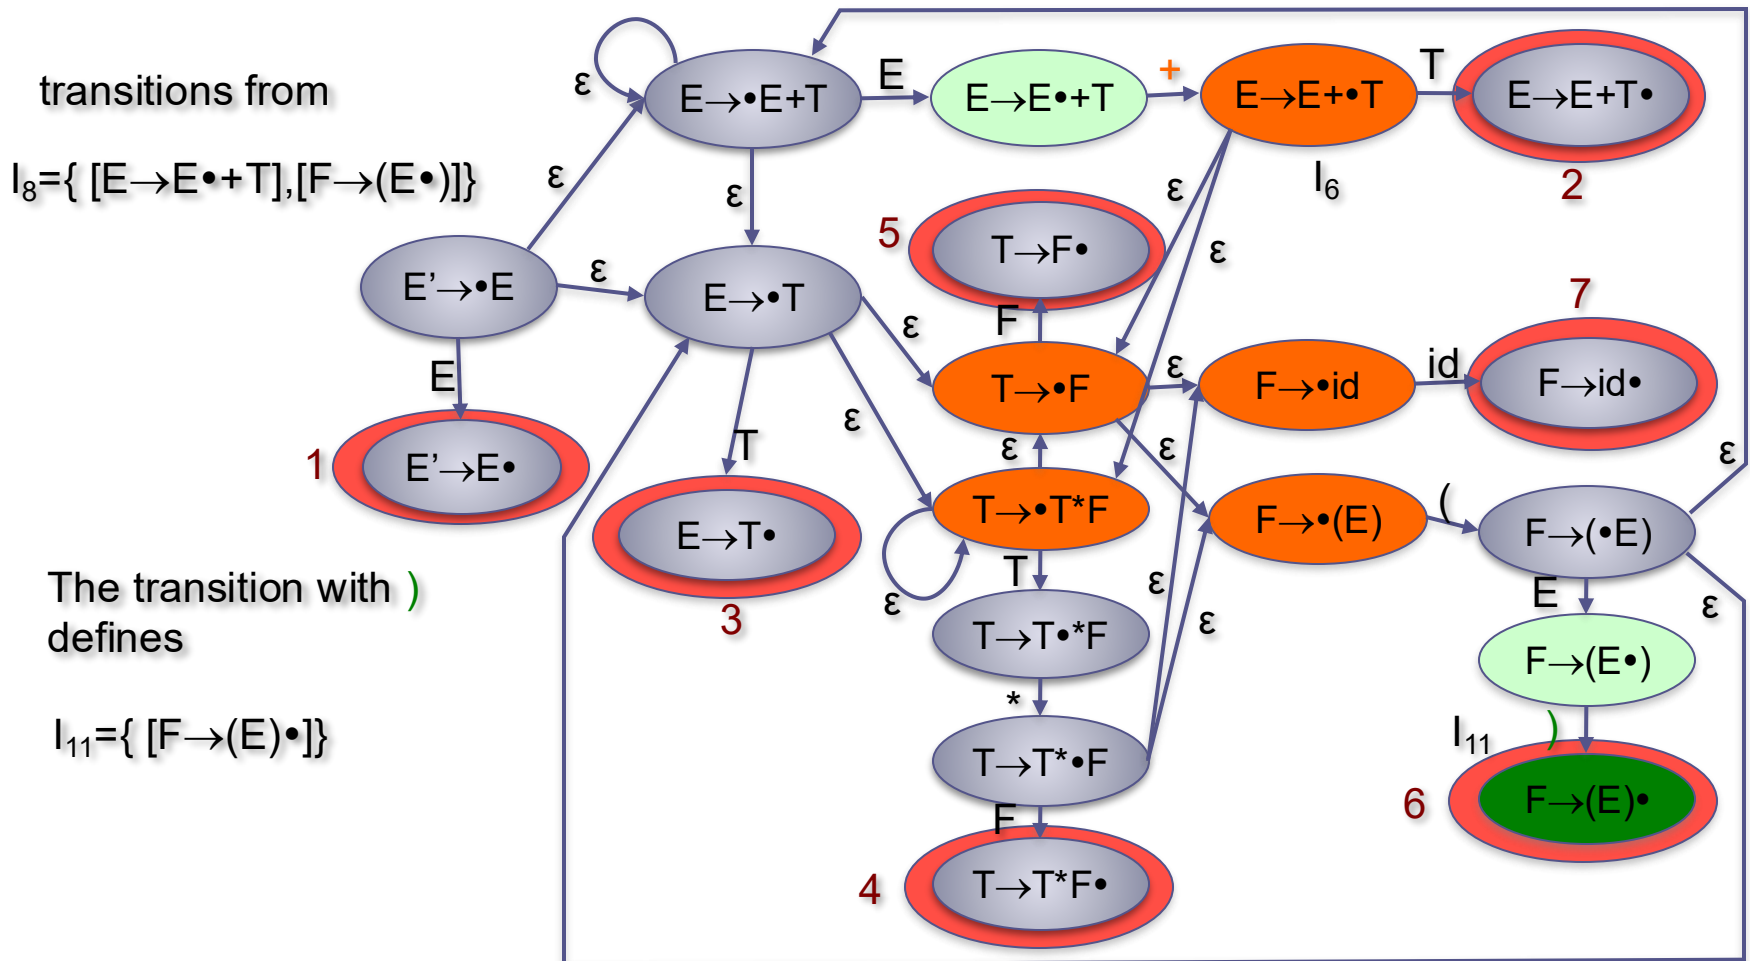 transitions from
I₈={ [E→E•+T],[F→(E•)]}
The transition with )
defines
I₁₁={ [F→(E)•]}
ε
E→•E+T
E
E→E•+T
+
E→E+•T
T
E→E+T•
I₆
2
ε
ε
ε
ε
5
T→F•
E'→•E
ε
E→•T
7
E
F
ε
T→•F
ε
F→•id
id
F→id•
1
E'→E•
ε
T
ε
ε
ε
3
E→T•
T→•T*F
F→•(E)
(
F→(•E)
ε
T
ε
ε
ε
E
T→T•*F
F→(E•)
*
T→T*•F
I₁₁
)
F
6
F→(E)•
4
T→T*F•